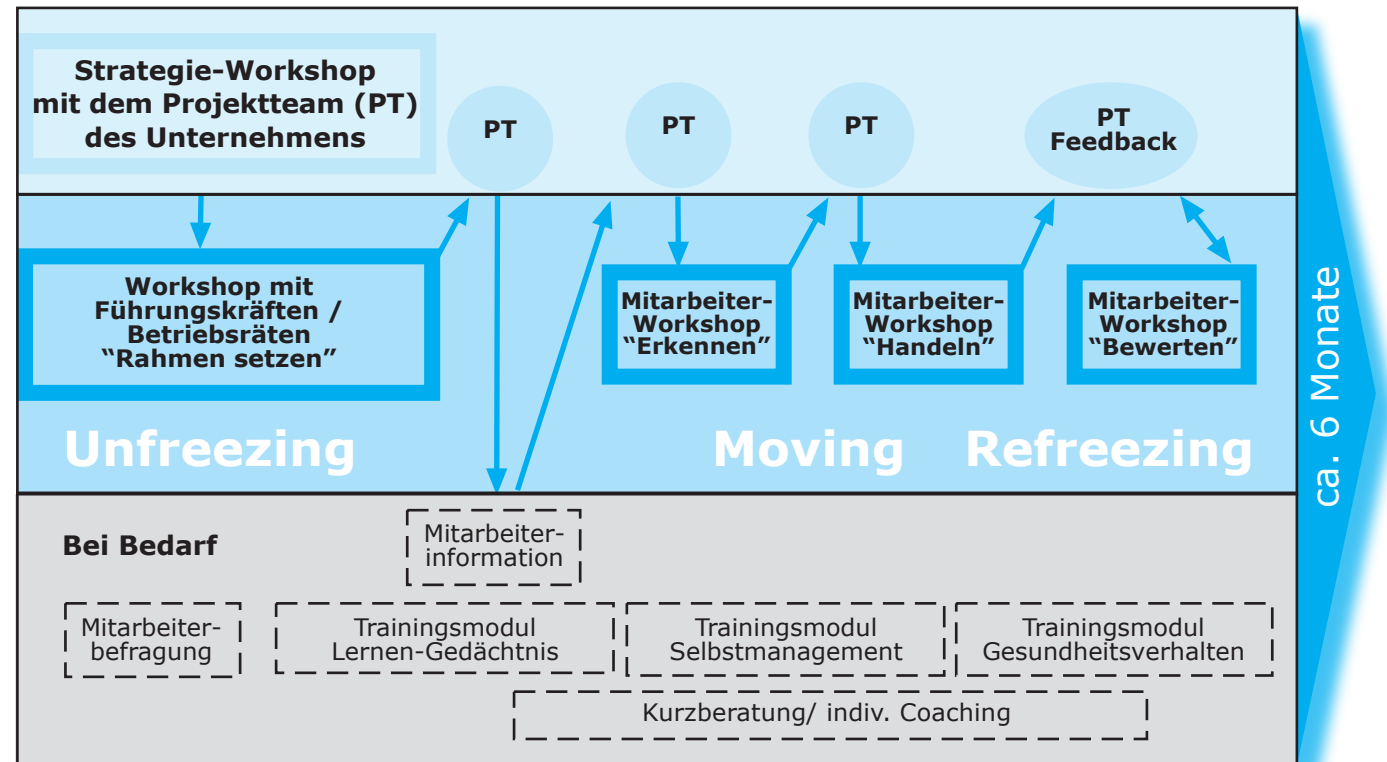 Strategie-Workshop
mit dem Projektteam (PT)
des Unternehmens
PT
PT
PT
PT
Feedback
Workshop mit
Führungskräften /
Betriebsräten
“Rahmen setzen”
Mitarbeiter-
Workshop
“Erkennen”
Mitarbeiter-
Workshop
“Handeln”
Mitarbeiter-
Workshop
“Bewerten”
Unfreezing
Moving
Refreezing
ca. 6 Monate
Bei Bedarf
Mitarbeiter-
information
Mitarbeiter-
befragung
Trainingsmodul
Lernen-Gedächtnis
Trainingsmodul
Selbstmanagement
Trainingsmodul
Gesundheitsverhalten
Kurzberatung/ indiv. Coaching